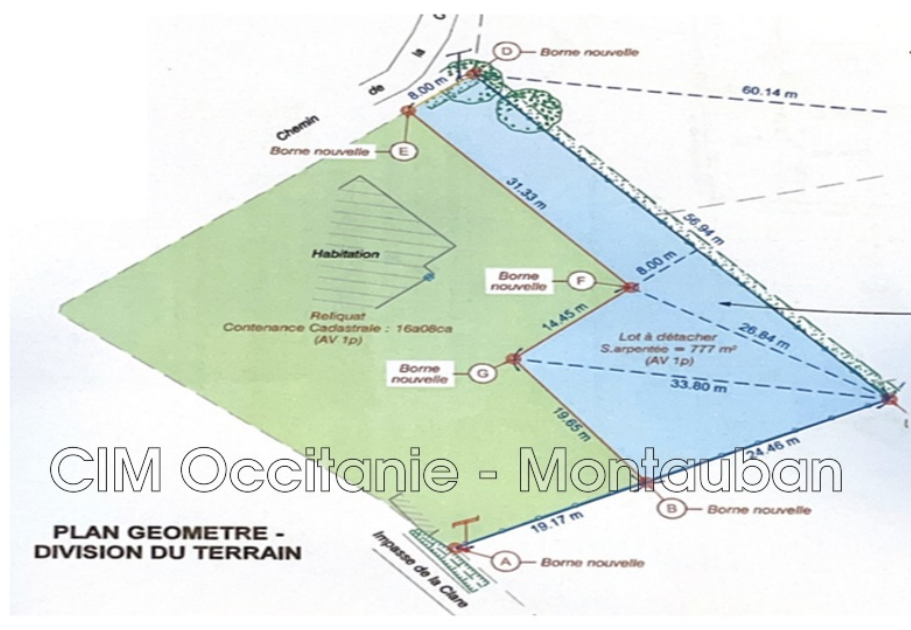 D
Borne nouvelle
8.00 m
60.14 m
la
de
Chemin
Borne nouvelle
E
31.33 m
56.94 m
Habitation
8.00 m
Borne
nouvelle
F
Reliquat
Contenance Cadastrale : 16a08ca
(AV 1p)
14.45 m
26.84 m
Lot à détacher
S.arpentée = 777 m²
(AV 1p)
Borne
nouvelle
G
33.80 m
19.65 m
CIM Occitanie - Montauban
24.46 m
B
Borne nouvelle
PLAN GEOMETRE -
DIVISION DU TERRAIN
19.17 m
Impasse de la Clare
A
Borne nouvelle